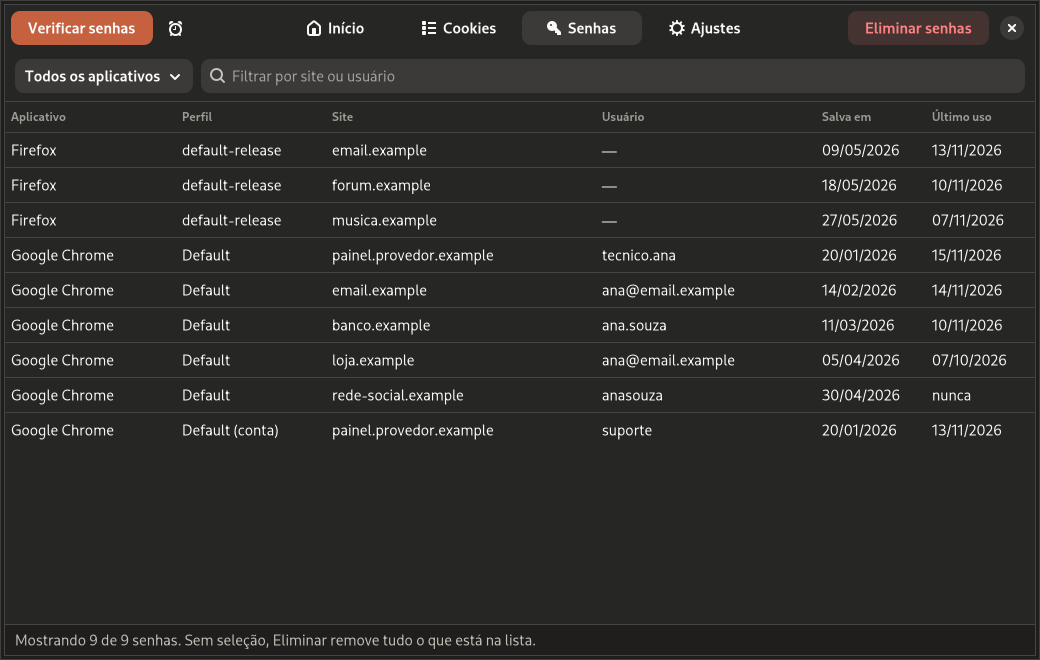 Verificar senhas Início Cookies Senhas Ajustes Eliminar senhas
Todos os aplicativos Filtrar por site ou usuário
Aplicativo Perfil Site Usuário Salva em Último uso
Firefox default-release email.example — 09/05/2026 13/11/2026
Firefox default-release forum.example — 18/05/2026 10/11/2026
Firefox default-release musica.example — 27/05/2026 07/11/2026
Google Chrome Default painel.provedor.example tecnico.ana 20/01/2026 15/11/2026
Google Chrome Default email.example ana@email.example 14/02/2026 14/11/2026
Google Chrome Default banco.example ana.souza 11/03/2026 10/11/2026
Google Chrome Default loja.example ana@email.example 05/04/2026 07/10/2026
Google Chrome Default rede-social.example anasouza 30/04/2026 nunca
Google Chrome Default (conta) painel.provedor.example suporte 20/01/2026 13/11/2026
Mostrando 9 de 9 senhas. Sem seleção, Eliminar remove tudo o que está na lista.